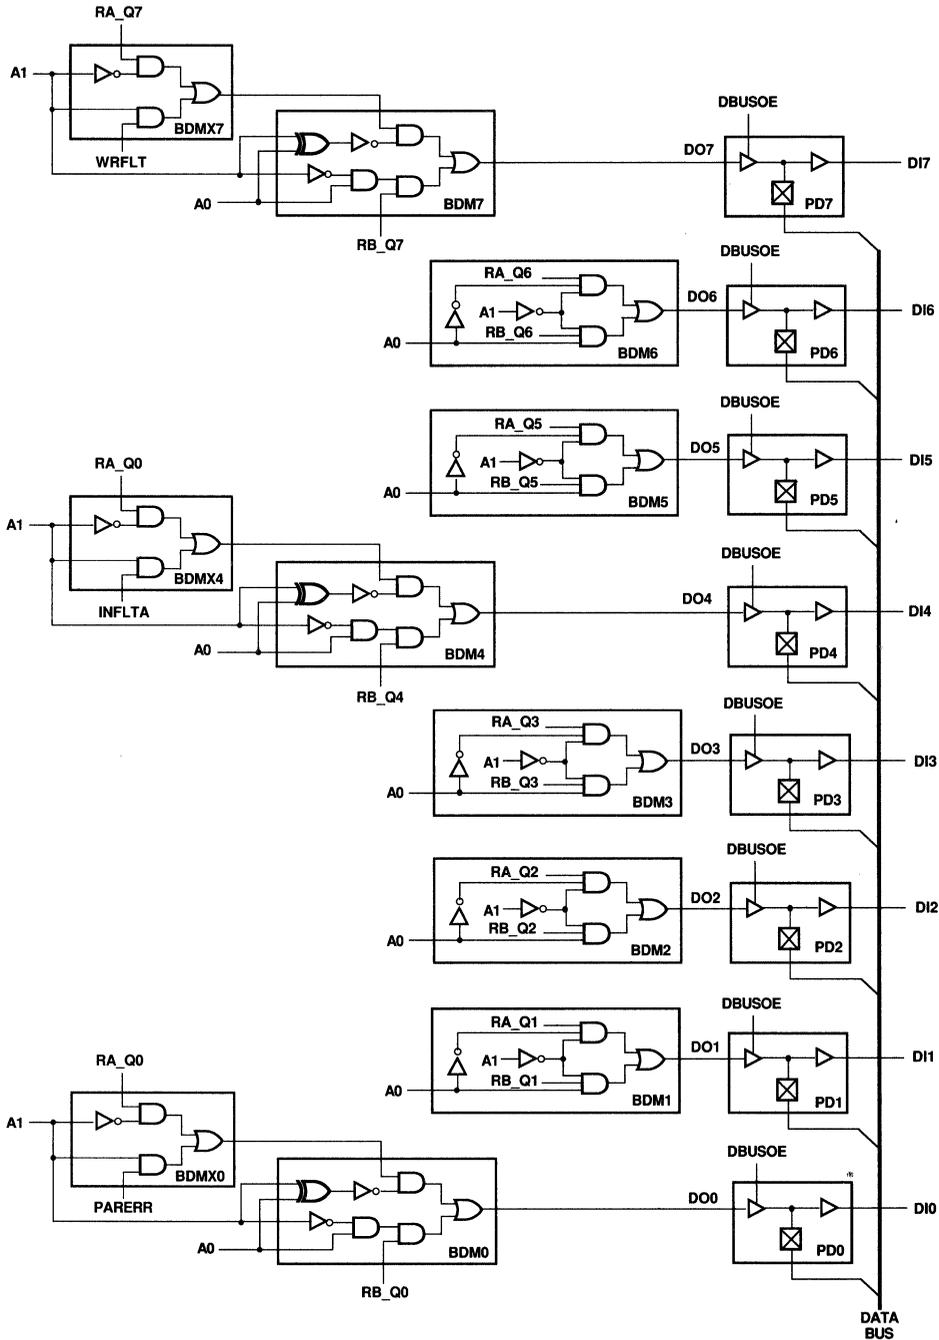 RA_Q7
A1
BDMX7
WRFLT
DBUSOE
DO7
DI7
PD7
A0
BDM7
RB_Q7
DBUSOE
RA_Q6
A1
RB_Q6
A0
BDM6
DO6
DI6
PD6
DBUSOE
RA_Q5
A1
RB_Q5
A0
BDM5
DO5
DI5
PD5
RA_Q0
A1
BDMX4
INFLTA
DBUSOE
DO4
DI4
PD4
A0
BDM4
RB_Q4
DBUSOE
RA_Q3
A1
RB_Q3
A0
BDM3
DO3
DI3
PD3
DBUSOE
RA_Q2
A1
RB_Q2
A0
BDM2
DO2
DI2
PD2
DBUSOE
RA_Q1
A1
RB_Q1
A0
BDM1
DO1
DI1
PD1
RA_Q0
A1
BDMX0
PARERR
DBUSOE
DO0
DI0
PD0
A0
BDM0
RB_Q0
DATA
BUS